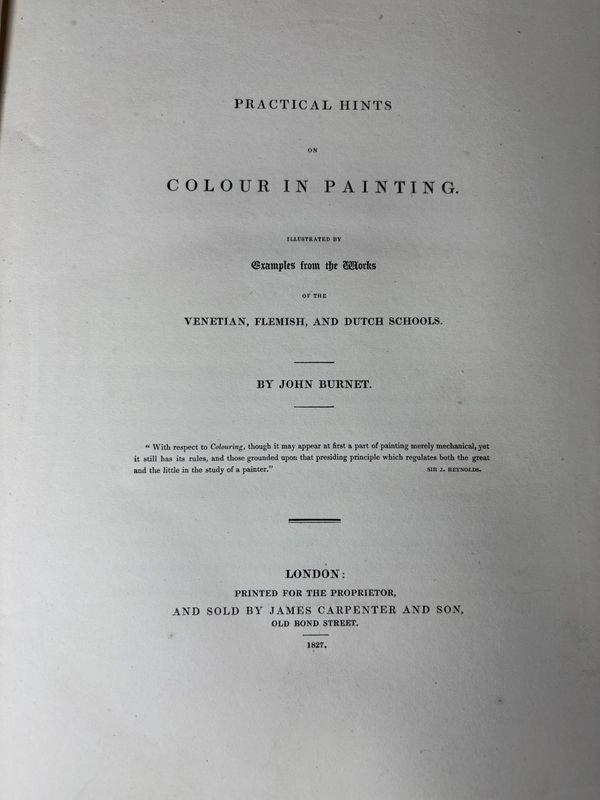 PRACTICAL HINTS
ON
COLOUR IN PAINTING.
ILLUSTRATED BY
Examples from the Works
OF THE
VENETIAN, FLEMISH, AND DUTCH SCHOOLS.
BY JOHN BURNET.
" With respect to Colouring, though it may appear at first a part of painting merely mechanical, yet
it still has its rules, and those grounded upon that presiding principle which regulates both the great
and the little in the study of a painter." SIR J. REYNOLDS.
LONDON:
PRINTED FOR THE PROPRIETOR,
AND SOLD BY JAMES CARPENTER AND SON,
OLD BOND STREET.
1827.